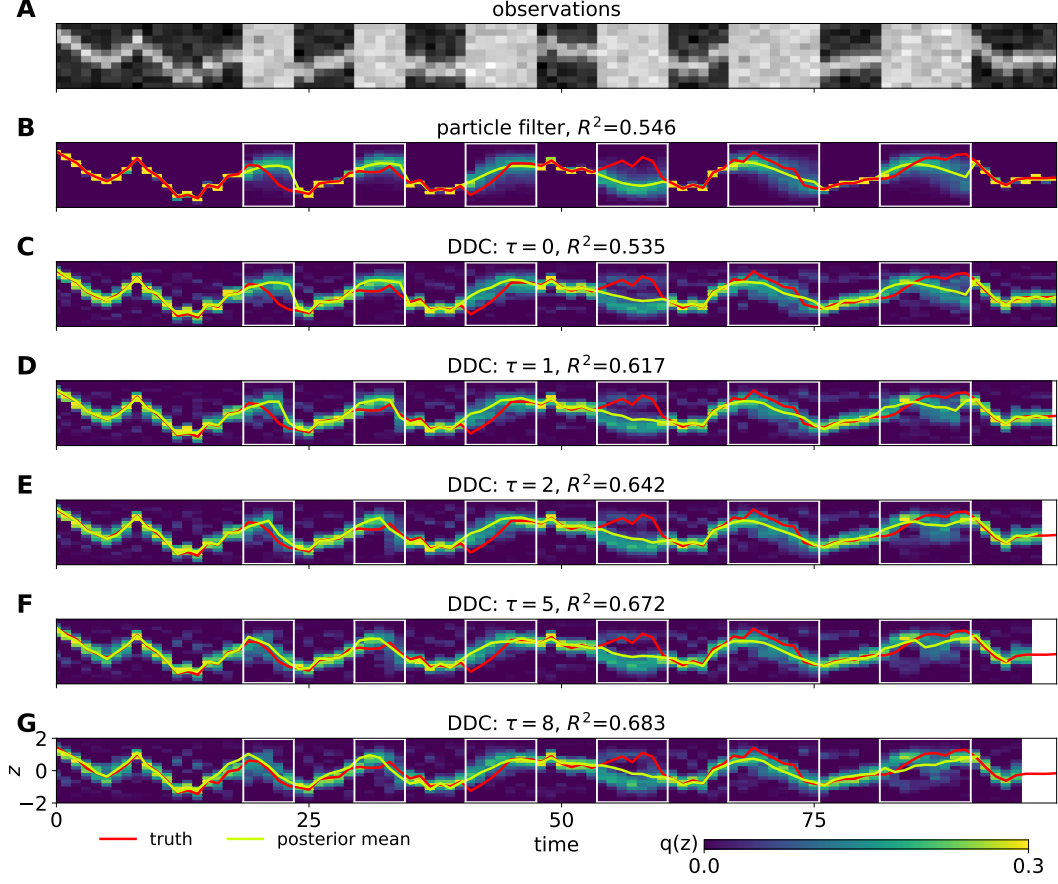 A
observations
B
particle filter, R²=0.546
C
DDC: τ = 0, R²=0.535
D
DDC: τ = 1, R²=0.617
E
DDC: τ = 2, R²=0.642
F
DDC: τ = 5, R²=0.672
G
DDC: τ = 8, R²=0.683
2
0
−2
z
0
25
50
75
truth
posterior mean
time
q(z)
0.0
0.3